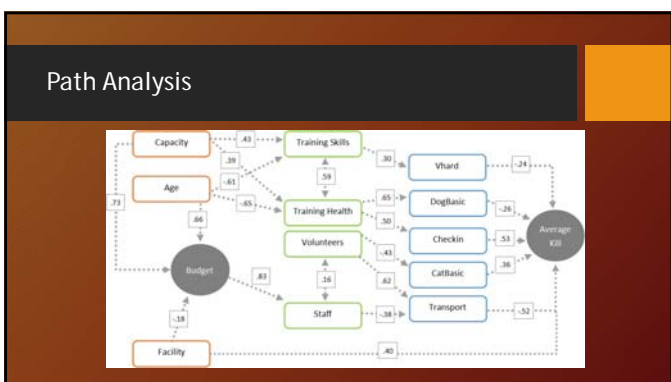 Path Analysis
Capacity
.43
Training Skills
.39
.30
Vhard
-.24
Age
-.61
.59
.73
-.65
Training Health
.65
DogBasic
-.26
.66
.50
Volunteers
Checkin
.53
Average
Kill
-.43
Budget
.83
.16
.62
CatBasic
.36
-.18
Staff
-.38
Transport
-.52
Facility
.40